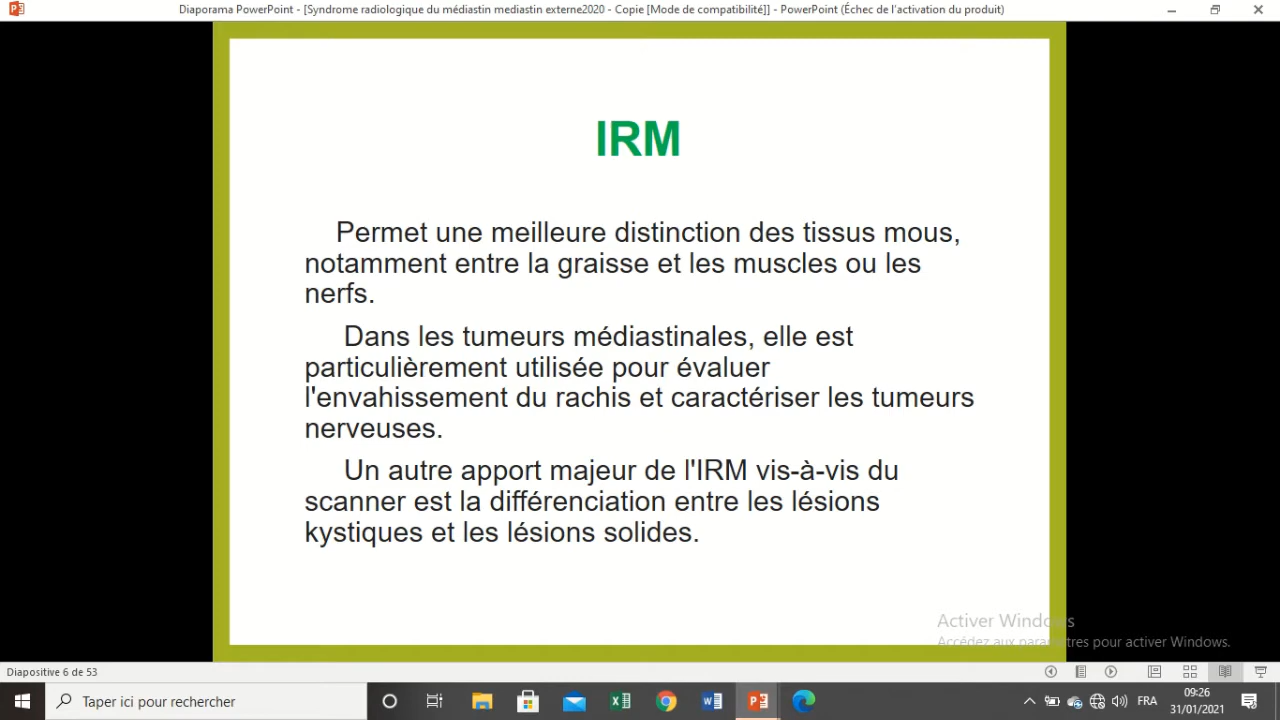 Diaporama PowerPoint - [Syndrome radiologique du médiastin mediastin externe2020 - Copie [Mode de compatibilité]] - PowerPoint (Échec de l'activation du produit)
IRM
Permet une meilleure distinction des tissus mous,
notamment entre la graisse et les muscles ou les
nerfs.
Dans les tumeurs médiastinales, elle est
particulièrement utilisée pour évaluer
l'envahissement du rachis et caractériser les tumeurs
nerveuses.
Un autre apport majeur de l'IRM vis-à-vis du
scanner est la différenciation entre les lésions
kystiques et les lésions solides.
Activer Windows
Accédez aux paramètres pour activer Windows.
Diapositive 6 de 53
Taper ici pour rechercher
FRA
09:26
31/01/2021